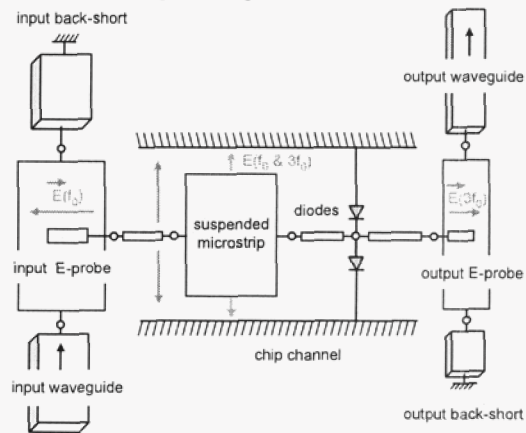 input back-short
output waveguide
E(f₀ & 3f₀)
E(f₀)
diodes
E(3f₀)
suspended
microstrip
input E-probe
output E-probe
chip channel
input waveguide
output back-short